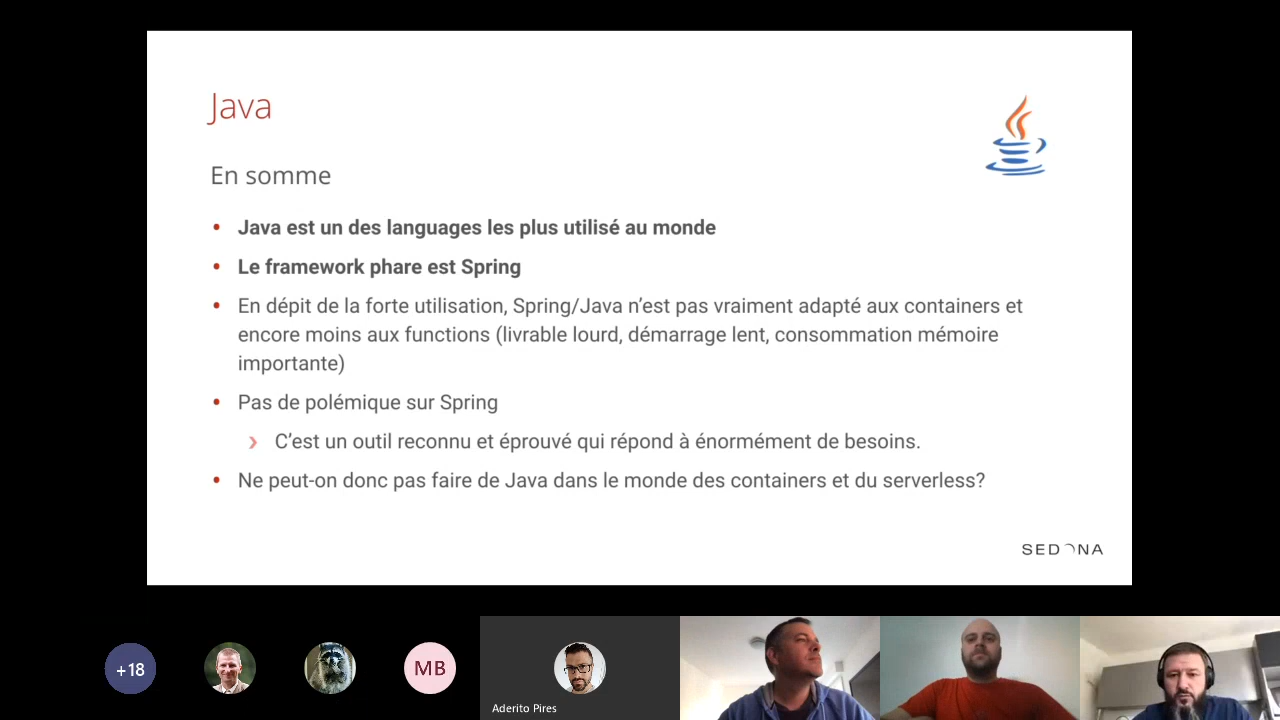 Java
En somme
• Java est un des languages les plus utilisé au monde
• Le framework phare est Spring
• En dépit de la forte utilisation, Spring/Java n’est pas vraiment adapté aux containers et
encore moins aux functions (livrable lourd, démarrage lent, consommation mémoire
importante)
• Pas de polémique sur Spring
› C’est un outil reconnu et éprouvé qui répond à énormément de besoins.
• Ne peut-on donc pas faire de Java dans le monde des containers et du serverless?
SEDONA
+18
MB
Aderito Pires